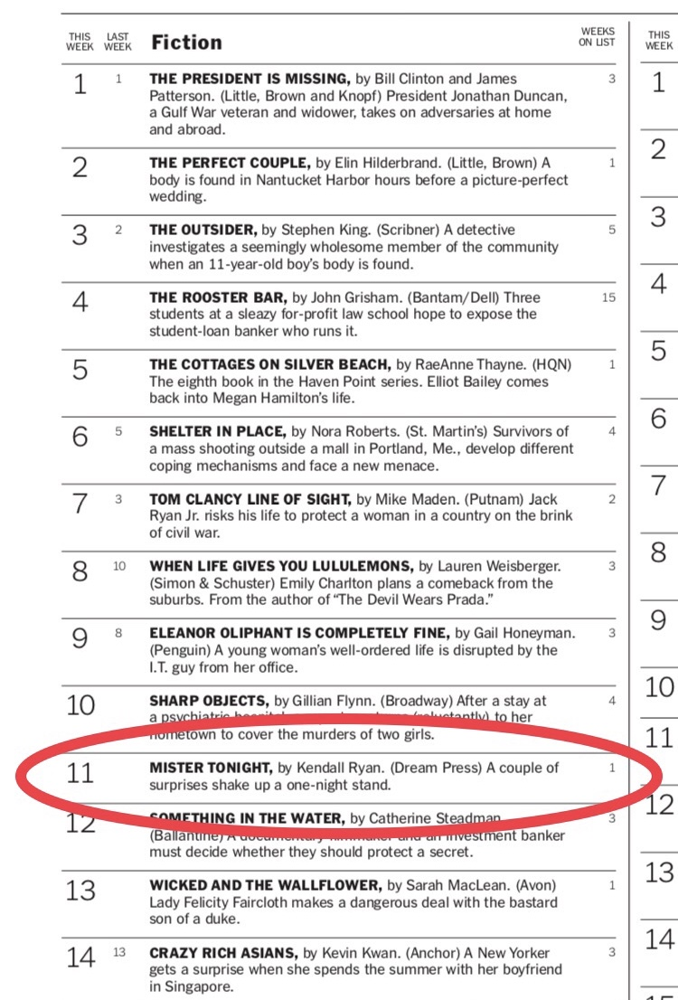 THIS WEEK LAST WEEK Fiction WEEKS ON LIST
1 1 THE PRESIDENT IS MISSING, by Bill Clinton and James 3
Patterson. (Little, Brown and Knopf) President Jonathan Duncan,
a Gulf War veteran and widower, takes on adversaries at home
and abroad.
2 THE PERFECT COUPLE, by Elin Hilderbrand. (Little, Brown) A 1
body is found in Nantucket Harbor hours before a picture-perfect
wedding.
3 2 THE OUTSIDER, by Stephen King. (Scribner) A detective 5
investigates a seemingly wholesome member of the community
when an 11-year-old boy’s body is found.
4 THE ROOSTER BAR, by John Grisham. (Bantam/Dell) Three 15
students at a sleazy for-profit law school hope to expose the
student-loan banker who runs it.
5 THE COTTAGES ON SILVER BEACH, by RaeAnne Thayne. (HQN) 1
The eighth book in the Haven Point series. Elliot Bailey comes
back into Megan Hamilton’s life.
6 5 SHELTER IN PLACE, by Nora Roberts. (St. Martin’s) Survivors of 4
a mass shooting outside a mall in Portland, Me., develop different
coping mechanisms and face a new menace.
7 3 TOM CLANCY LINE OF SIGHT, by Mike Maden. (Putnam) Jack 2
Ryan Jr. risks his life to protect a woman in a country on the brink
of civil war.
8 10 WHEN LIFE GIVES YOU LULULEMONS, by Lauren Weisberger. 3
(Simon & Schuster) Emily Charlton plans a comeback from the
suburbs. From the author of “The Devil Wears Prada.”
9 8 ELEANOR OLIPHANT IS COMPLETELY FINE, by Gail Honeyman. 3
(Penguin) A young woman’s well-ordered life is disrupted by the
I.T. guy from her office.
10 SHARP OBJECTS, by Gillian Flynn. (Broadway) After a stay at 4
a psychiatric (reluctantly) to her
hometown to cover the murders of two girls.
11 MISTER TONIGHT, by Kendall Ryan. (Dream Press) A couple of 1
surprises shake up a one-night stand.
12 SOMETHING IN THE WATER, by Catherine Steadman. 3
(Ballantine) A documentary filmmaker and an investment banker
must decide whether they should protect a secret.
13 WICKED AND THE WALLFLOWER, by Sarah MacLean. (Avon) 1
Lady Felicity Faircloth makes a dangerous deal with the bastard
son of a duke.
14 13 CRAZY RICH ASIANS, by Kevin Kwan. (Anchor) A New Yorker 3
gets a surprise when she spends the summer with her boyfriend
in Singapore.
THIS WEEK
1
2
3
4
5
6
7
8
9
10
11
12
13
14